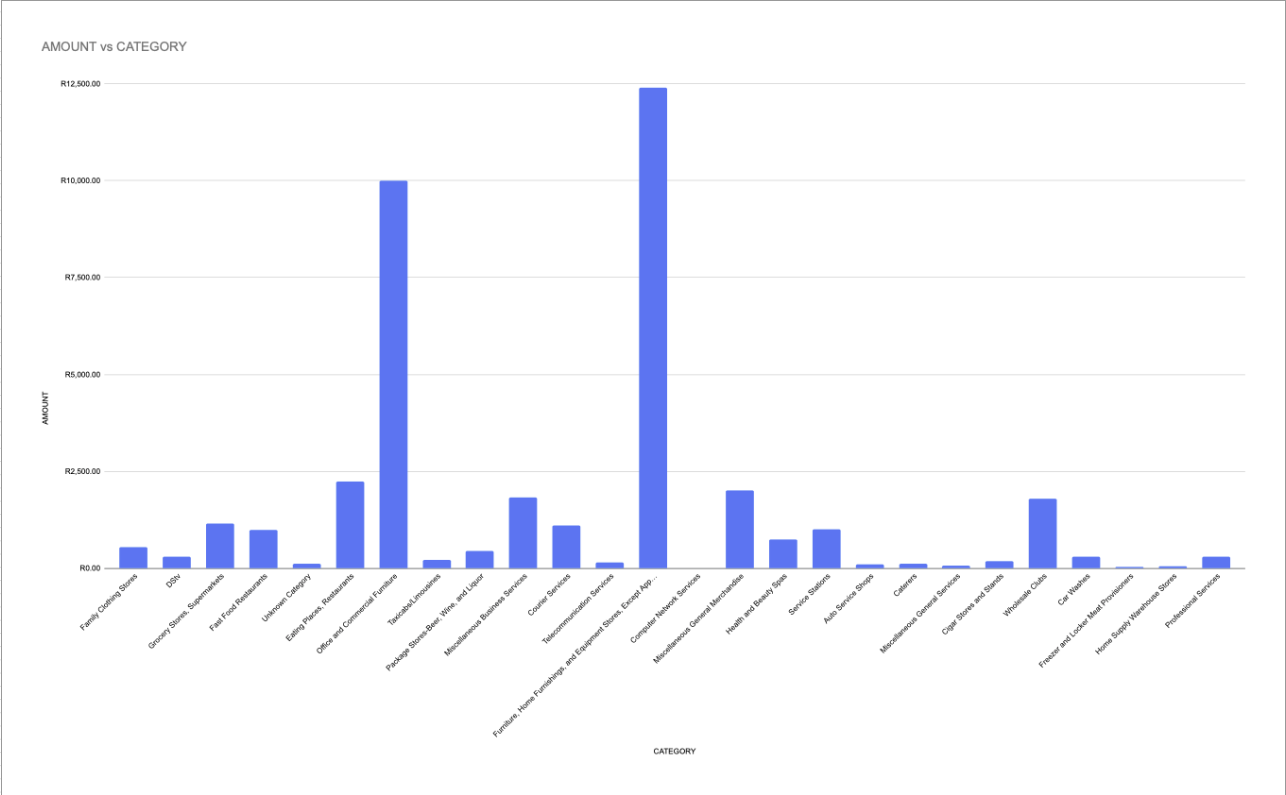 AMOUNT vs CATEGORY
R12,500.00
R10,000.00
R7,500.00
R5,000.00
R2,500.00
R0.00
AMOUNT
Family Clothing Stores
DStv
Grocery Stores, Supermarkets
Fast Food Restaurants
Unknown Category
Eating Places, Restaurants
Office and Commercial Furniture
Taxicabs/Limousines
Package Stores-Beer, Wine, and Liquor
Miscellaneous Business Services
Courier Services
Telecommunication Services
Furniture, Home Furnishings, and Equipment Stores, Except App...
Computer Network Services
Miscellaneous General Merchandise
Health and Beauty Spas
Service Stations
Auto Service Shops
Caterers
Miscellaneous General Services
Cigar Stores and Stands
Wholesale Clubs
Car Washes
Freezer and Locker Meat Provisioners
Home Supply Warehouse Stores
Professional Services
CATEGORY